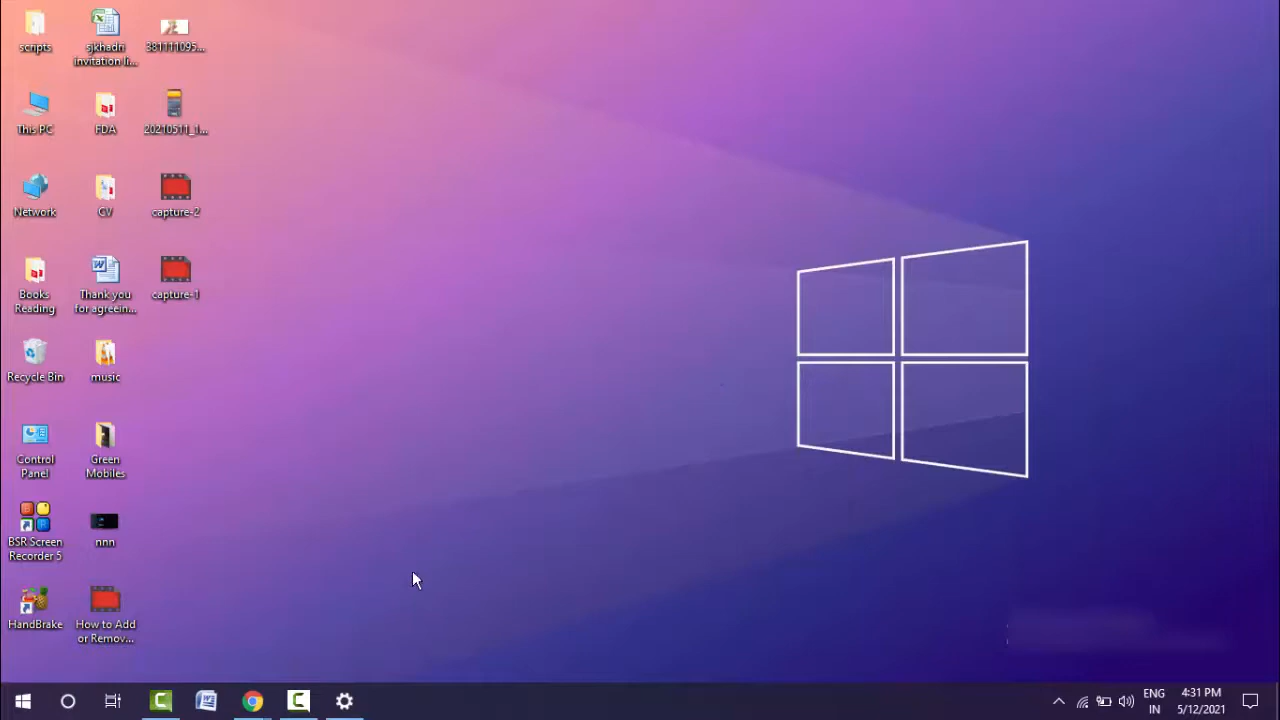 scripts
sjkhadri
invitation li...
381111095...
This PC
FDA
20210511_1...
Network
CV
capture-2
Books
Reading
Thank you
for agreein...
capture-1
Recycle Bin
music
Control
Panel
Green
Mobiles
BSR Screen
Recorder 5
nnn
HandBrake
How to Add
or Remov...
ENG
IN
4:31 PM
5/12/2021